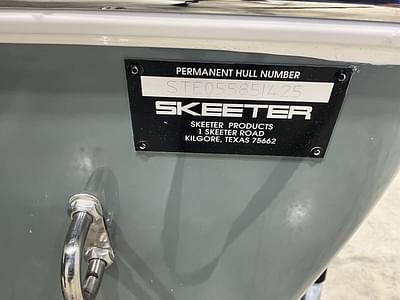 PERMANENT HULL NUMBER
STE05585I425
SKEETER
SKEETER PRODUCTS
1 SKEETER ROAD
KILGORE, TEXAS 75662